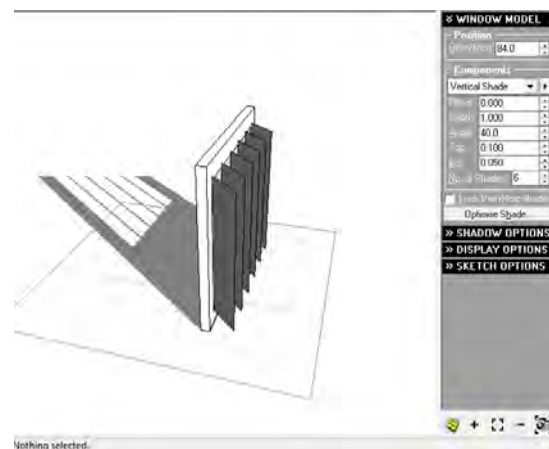 WINDOW MODEL
Position
84.0
Vertical Shade
0.000
1.000
40.0
0.100
0.050
6
Optimise Shade...
» SHADOW OPTIONS
» DISPLAY OPTIONS
» SKETCH OPTIONS
Nothing selected.